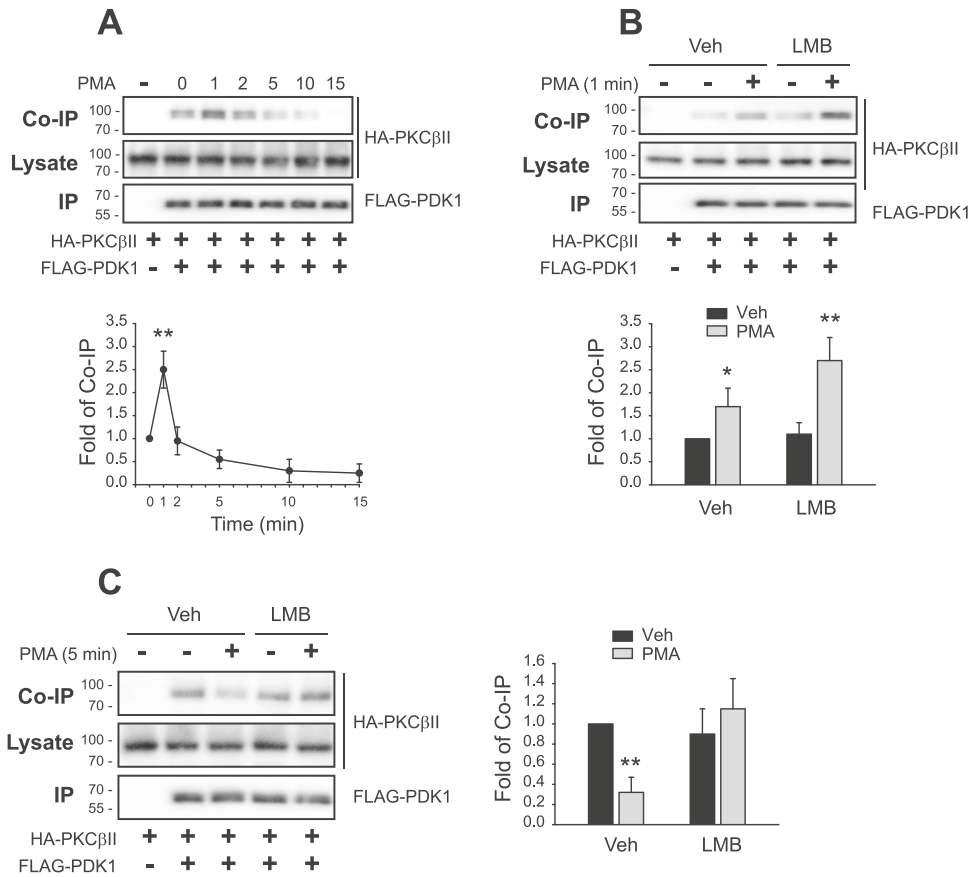 A
PMA - 0 1 2 5 10 15
Co-IP 100 - 70 - HA-PKCβII
Lysate 100 - 70 -
IP 70 - 55 - FLAG-PDK1
HA-PKCβII + + + + + + +
FLAG-PDK1 - + + + + + +
Fold of Co-IP
3.5
3.0
2.5
2.0
1.5
1.0
0.5
0.0
**
0 1 2 5 10 15
Time (min)
B
Veh LMB
PMA (1 min) - - + - +
Co-IP 100 - 70 - HA-PKCβII
Lysate 100 - 70 -
IP 70 - 55 - FLAG-PDK1
HA-PKCβII + + + + +
FLAG-PDK1 - + + + +
Fold of Co-IP
3.5
3.0
2.5
2.0
1.5
1.0
0.5
0.0
Veh
PMA
* **
Veh LMB
C
Veh LMB
PMA (5 min) - - + - +
Co-IP 100 - 70 - HA-PKCβII
Lysate 100 - 70 -
IP 70 - 55 - FLAG-PDK1
HA-PKCβII + + + + +
FLAG-PDK1 - + + + +
Veh
PMA
Fold of Co-IP
1.6
1.4
1.2
1.0
0.8
0.6
0.4
0.2
0.0
**
Veh LMB